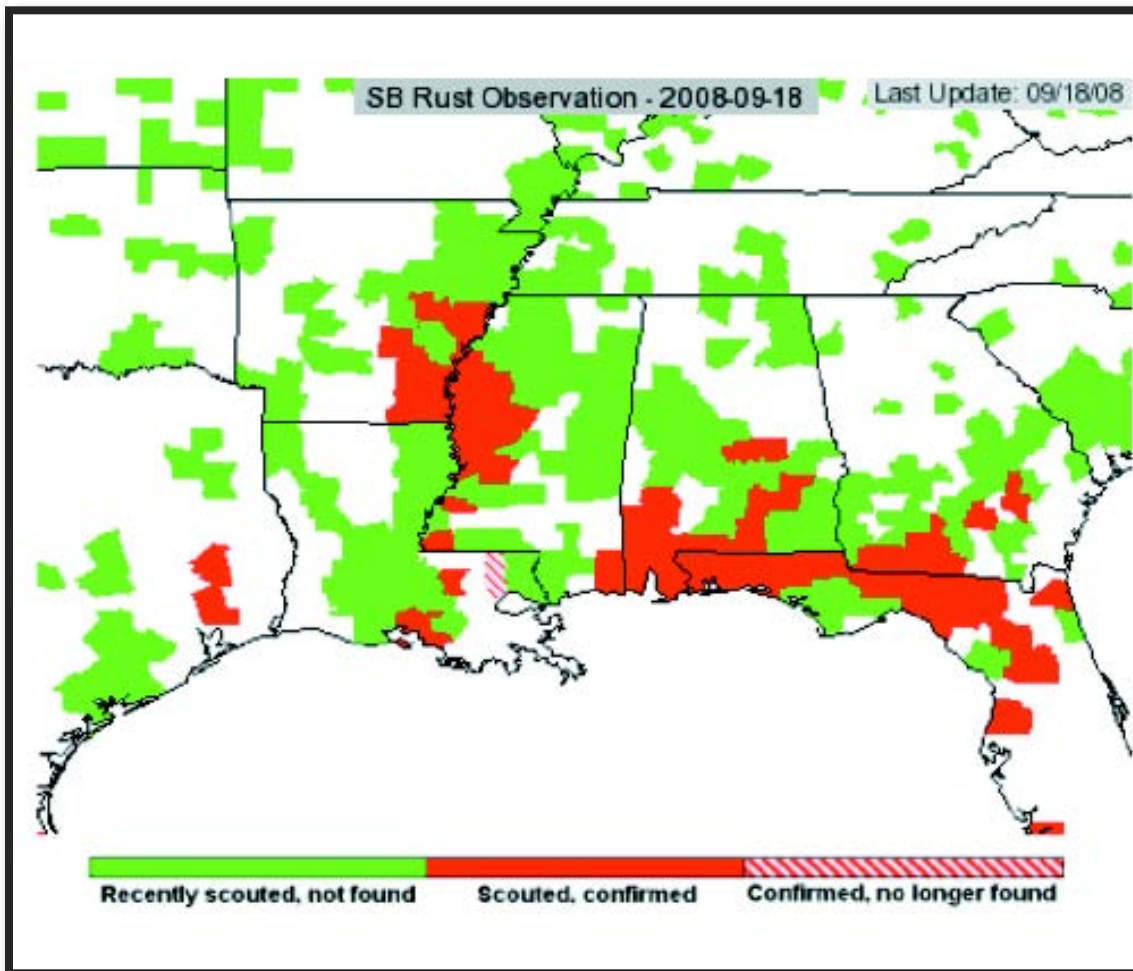 SB Rust Observation - 2008-09-18
Last Update: 09/18/08
Recently scouted, not found
Scouted, confirmed
Confirmed, no longer found